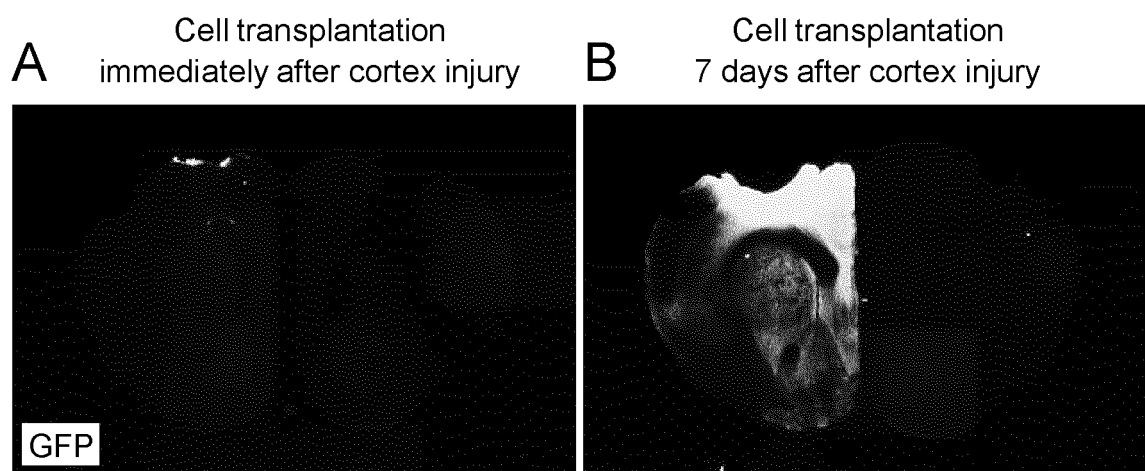 A
Cell transplantation
immediately after cortex injury
B
Cell transplantation
7 days after cortex injury
GFP